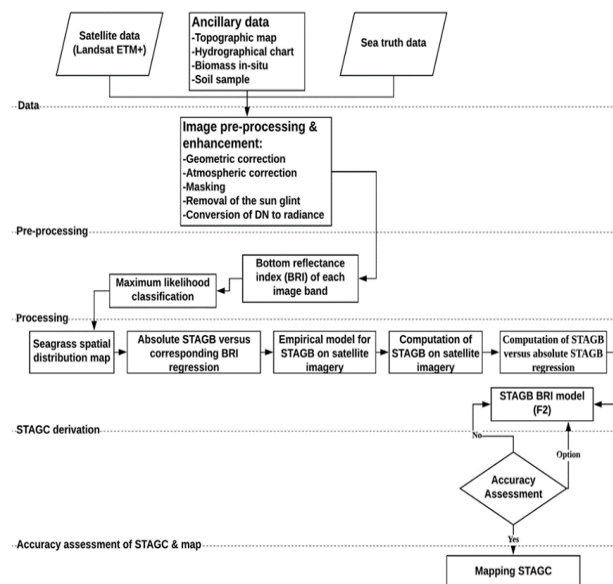 Satellite data
(Landsat ETM+)
Ancillary data
-Topographic map
-Hydrographical chart
-Biomass in-situ
-Soil sample
Sea truth data
Data
Image pre-processing &
enhancement:
-Geometric correction
-Atmospheric correction
-Masking
-Removal of the sun glint
-Conversion of DN to radiance
Pre-processing
Bottom reflectance
index (BRI) of each
image band
Maximum likelihood
classification
Processing
Seagrass spatial
distribution map
Absolute STAGB versus
corresponding BRI
regression
Empirical model for
STAGB on satellite
imagery
Computation of
STAGB on satellite
imagery
Computation of STAGB
versus absolute STAGB
regression
STAGB BRI model
(F2)
STAGC derivation
No
Option
Accuracy
Assessment
Yes
Accuracy assessment of STAGC & map
Mapping STAGC